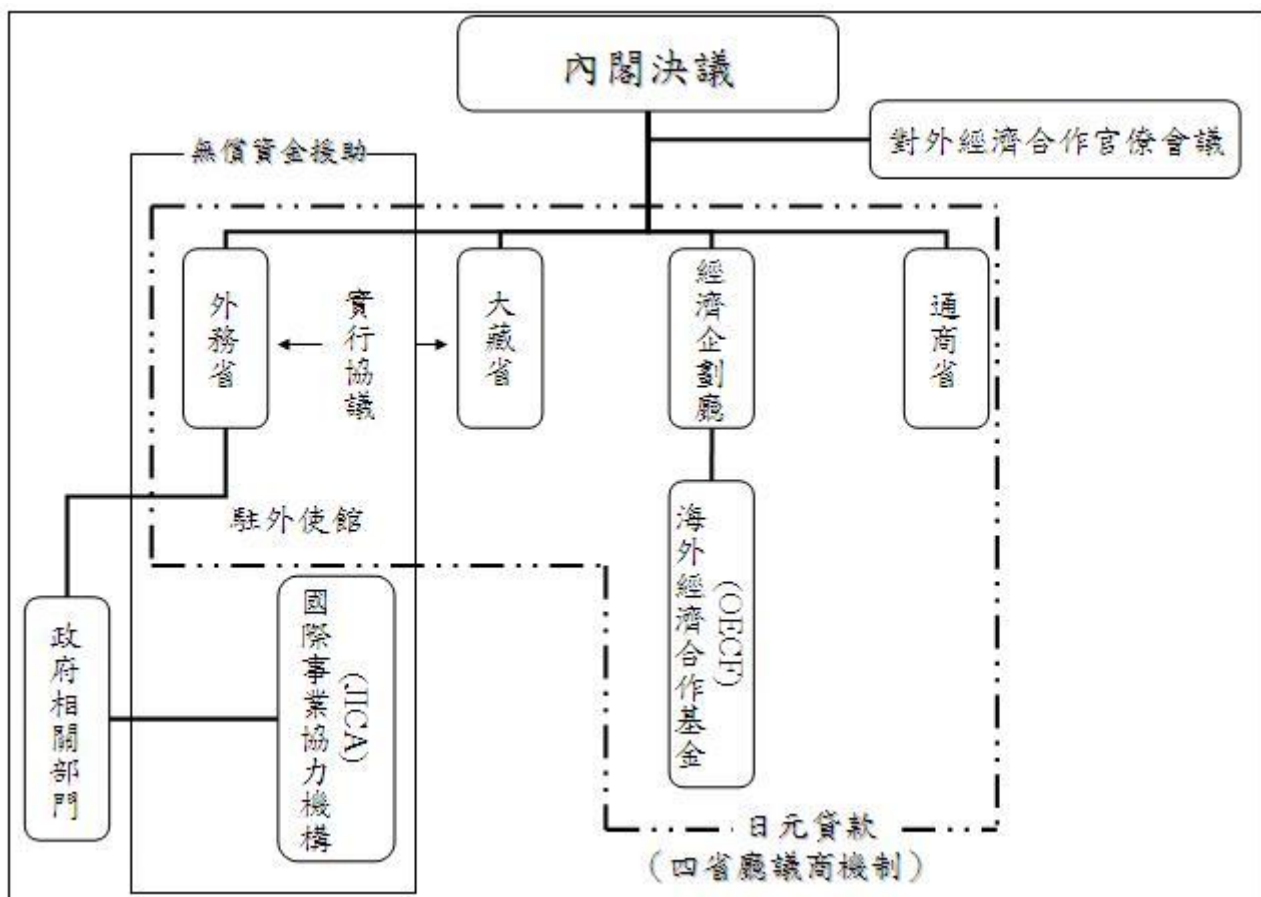 內閣決議
對外經濟合作官僚會議
無償資金援助
外務省
實行協議
大藏省
經濟企劃廳
通商省
駐外使館
海外經濟合作基金
(OECF)
政府相關部門
國際事業協力機構
(JICA)
日元貸款
（四省廳議商機制）